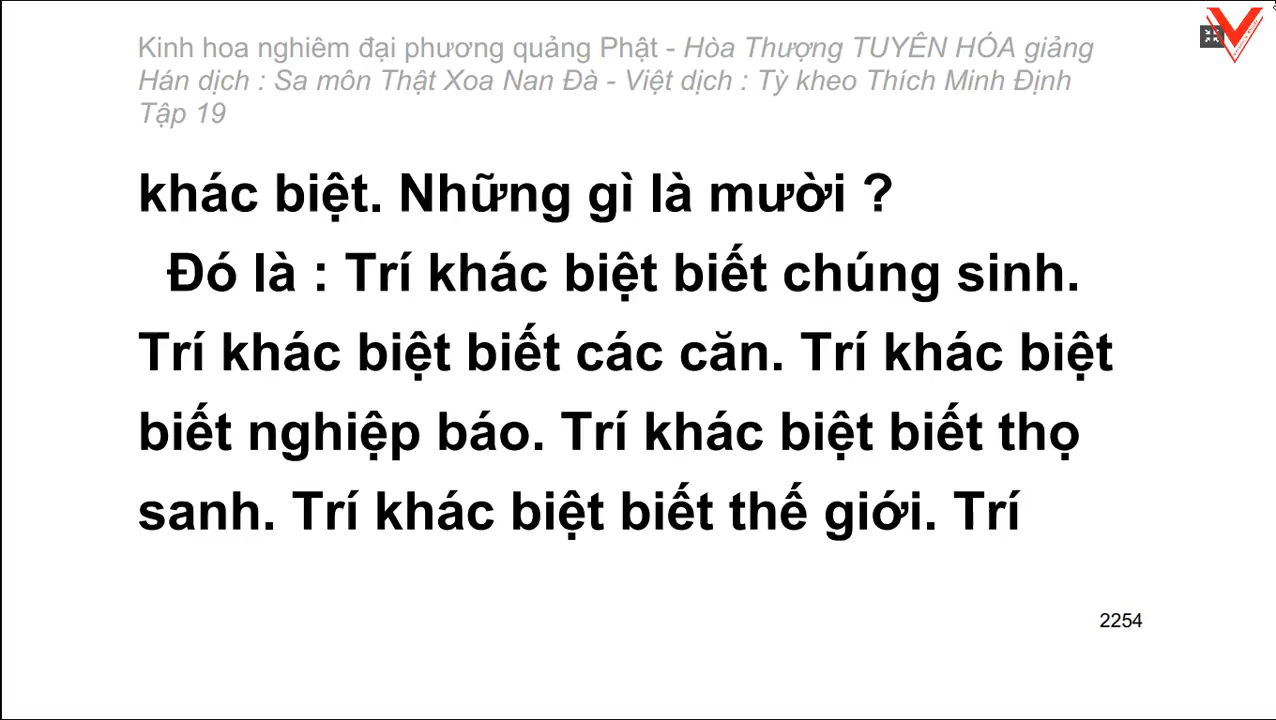 Kinh hoa nghiêm đại phương quảng Phật - Hòa Thượng TUYÊN HÓA giảng
Hán dịch : Sa môn Thật Xoa Nan Đà - Việt dịch : Tỳ kheo Thích Minh Định
Tập 19
khác biệt. Những gì là mười ?
Đó là : Trí khác biệt biết chúng sinh.
Trí khác biệt biết các căn. Trí khác biệt
biết nghiệp báo. Trí khác biệt biết thọ
sanh. Trí khác biệt biết thế giới. Trí
2254